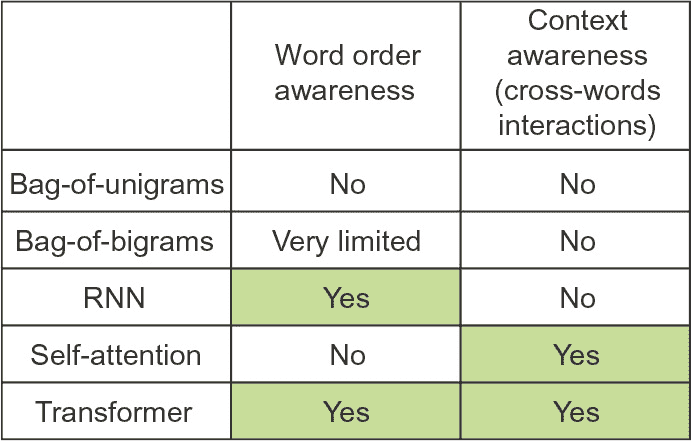 Word order
awareness
Context
awareness
(cross-words
interactions)
Bag-of-unigrams No No
Bag-of-bigrams Very limited No
RNN Yes No
Self-attention No Yes
Transformer Yes Yes